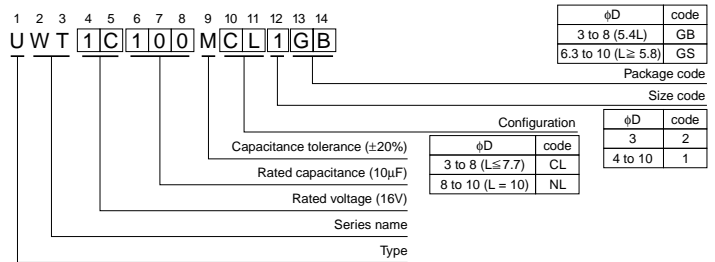 1 2 3 4 5 6 7 8 9 10 11 12 13 14
U W T 1 C 1 0 0 M C L 1 G B
ϕD code
3 to 8 (5.4L) GB
6.3 to 10 (L≧ 5.8) GS
Package code
Size code
ϕD code
3 2
4 to 10 1
Configuration
ϕD code
3 to 8 (L≦7.7) CL
8 to 10 (L = 10) NL
Capacitance tolerance (±20%)
Rated capacitance (10µF)
Rated voltage (16V)
Series name
Type